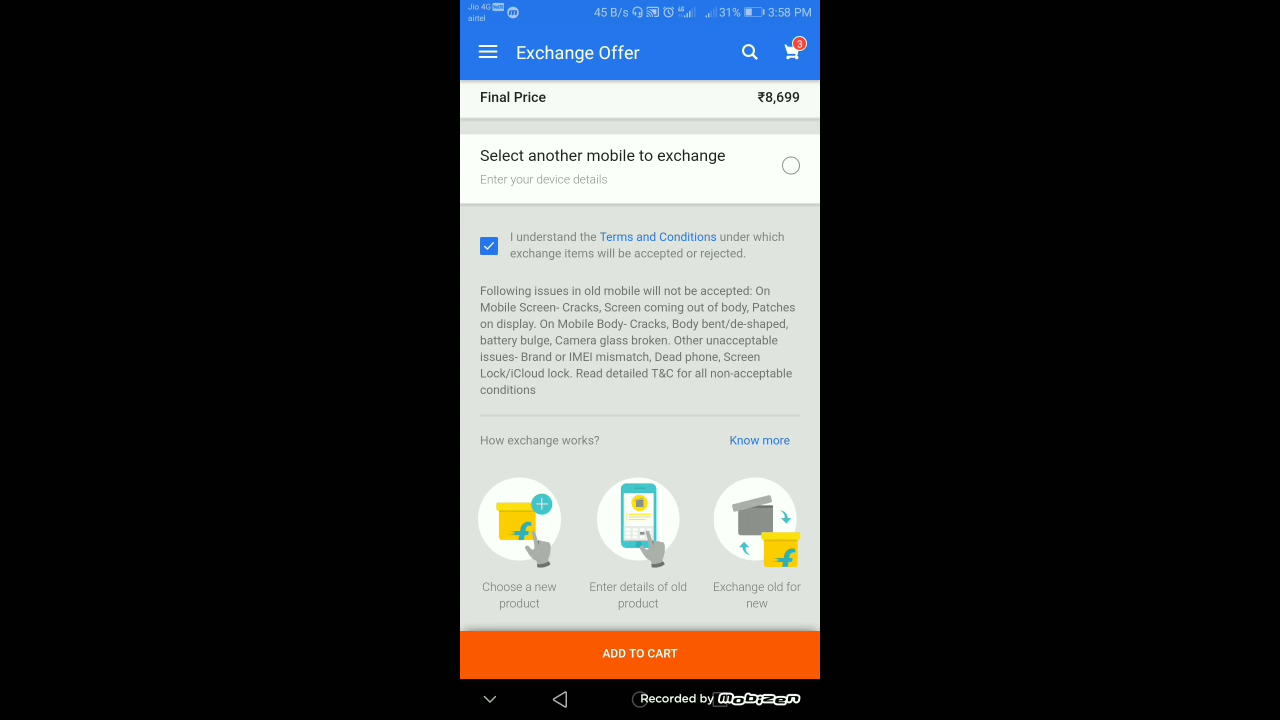 Jio 4G VoLTE
airtel
45 B/s 4G 31% 3:58 PM
Exchange Offer
3
Final Price ₹8,699
Select another mobile to exchange
Enter your device details
I understand the Terms and Conditions under which
exchange items will be accepted or rejected.
Following issues in old mobile will not be accepted: On
Mobile Screen- Cracks, Screen coming out of body, Patches
on display. On Mobile Body- Cracks, Body bent/de-shaped,
battery bulge, Camera glass broken. Other unacceptable
issues- Brand or IMEI mismatch, Dead phone, Screen
Lock/iCloud lock. Read detailed T&C for all non-acceptable
conditions
How exchange works? Know more
Choose a new
product
Enter details of old
product
Exchange old for
new
ADD TO CART
Recorded by mobizen